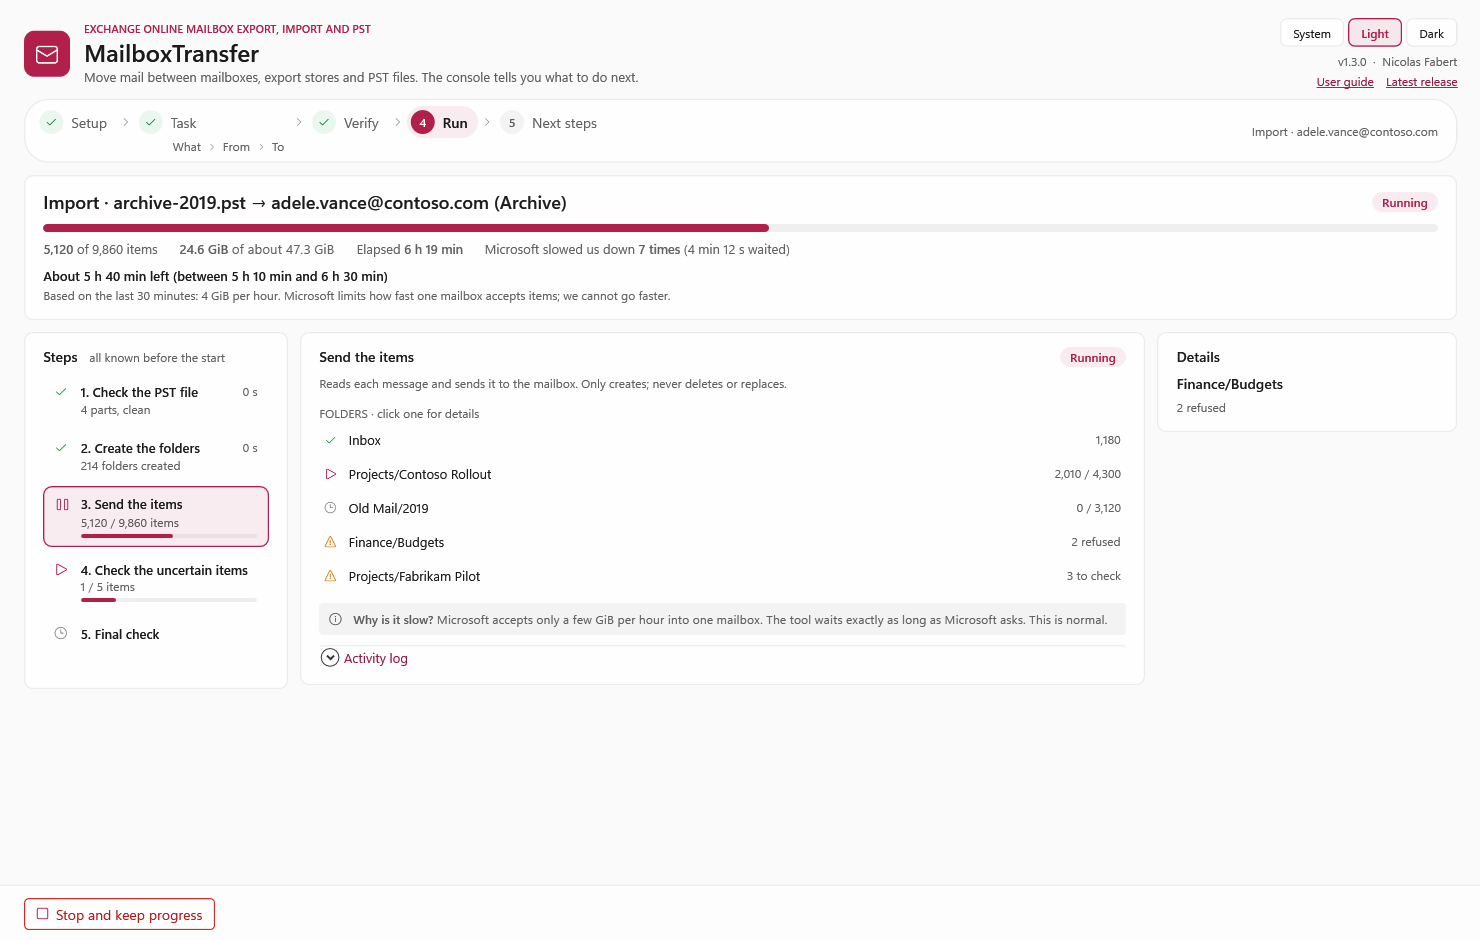 EXCHANGE ONLINE MAILBOX EXPORT, IMPORT AND PST
MailboxTransfer
Move mail between mailboxes, export stores and PST files. The console tells you what to do next.
System
Light
Dark
v1.3.0 · Nicolas Fabert
User guide
Latest release
Setup
Task
Verify
4
Run
5
Next steps
What
From
To
Import · adele.vance@contoso.com
Import · archive-2019.pst → adele.vance@contoso.com (Archive)
Running
5,120 of 9,860 items
24.6 GiB of about 47.3 GiB
Elapsed 6 h 19 min
Microsoft slowed us down 7 times (4 min 12 s waited)
About 5 h 40 min left (between 5 h 10 min and 6 h 30 min)
Based on the last 30 minutes: 4 GiB per hour. Microsoft limits how fast one mailbox accepts items; we cannot go faster.
Steps all known before the start
1. Check the PST file
0 s
4 parts, clean
2. Create the folders
0 s
214 folders created
3. Send the items
5,120 / 9,860 items
4. Check the uncertain items
1 / 5 items
5. Final check
Send the items
Running
Reads each message and sends it to the mailbox. Only creates; never deletes or replaces.
FOLDERS · click one for details
Inbox
1,180
Projects/Contoso Rollout
2,010 / 4,300
Old Mail/2019
0 / 3,120
Finance/Budgets
2 refused
Projects/Fabrikam Pilot
3 to check
Why is it slow? Microsoft accepts only a few GiB per hour into one mailbox. The tool waits exactly as long as Microsoft asks. This is normal.
Activity log
Details
Finance/Budgets
2 refused
Stop and keep progress